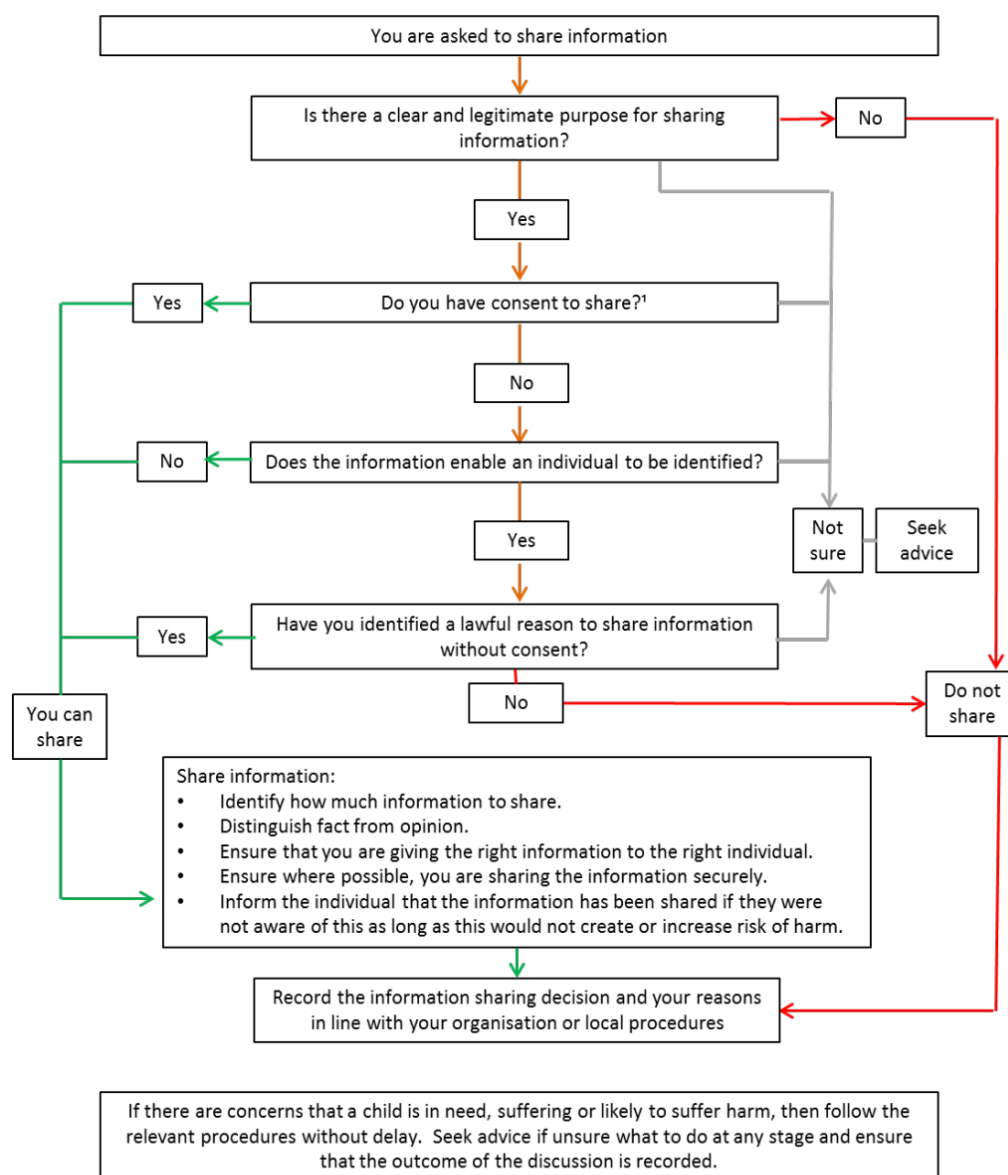 You are asked to share information
Is there a clear and legitimate purpose for sharing
information?
No
Yes
Yes
Do you have consent to share?¹
No
No
Does the information enable an individual to be identified?
Yes
Not
sure
Seek
advice
Yes
Have you identified a lawful reason to share information
without consent?
No
Do not
share
You can
share
Share information:
• Identify how much information to share.
• Distinguish fact from opinion.
• Ensure that you are giving the right information to the right individual.
• Ensure where possible, you are sharing the information securely.
• Inform the individual that the information has been shared if they were
not aware of this as long as this would not create or increase risk of harm.
Record the information sharing decision and your reasons
in line with your organisation or local procedures
If there are concerns that a child is in need, suffering or likely to suffer harm, then follow the
relevant procedures without delay.  Seek advice if unsure what to do at any stage and ensure
that the outcome of the discussion is recorded.